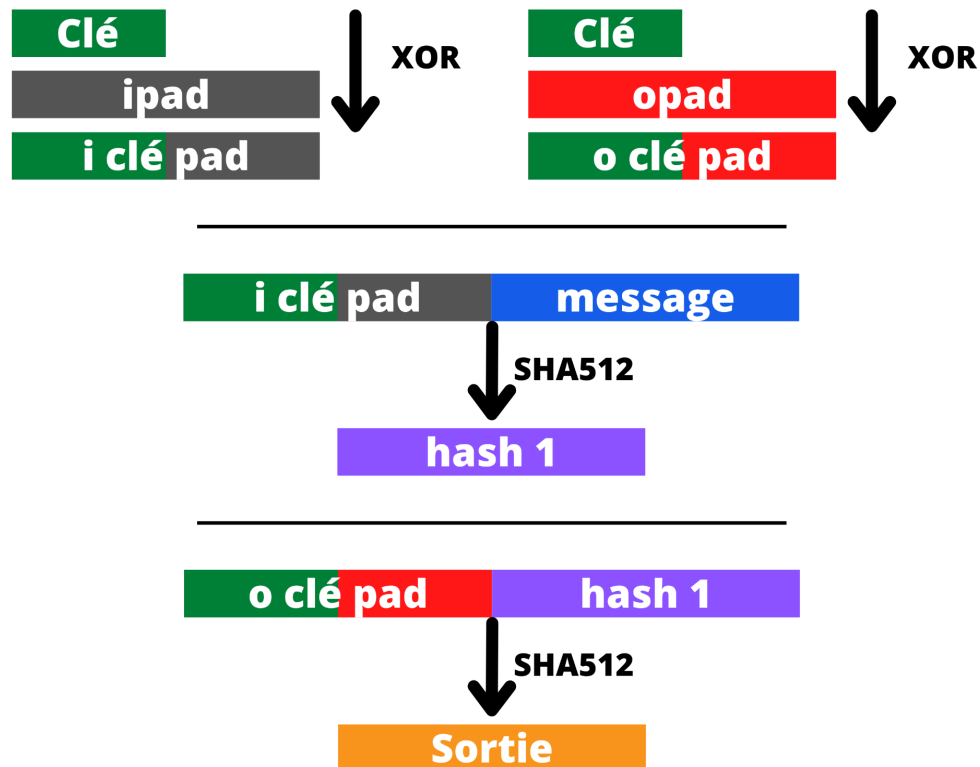 Clé
XOR
ipad
i clé pad
Clé
XOR
opad
o clé pad
i clé pad message
SHA512
hash 1
o clé pad hash 1
SHA512
Sortie